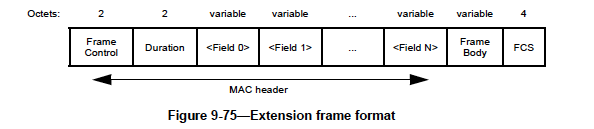 Octets: 2 2 variable variable ... variable variable 4
Frame Control Duration <Field 0> <Field 1> ... <Field N> Frame Body FCS
MAC header
Figure 9-75—Extension frame format